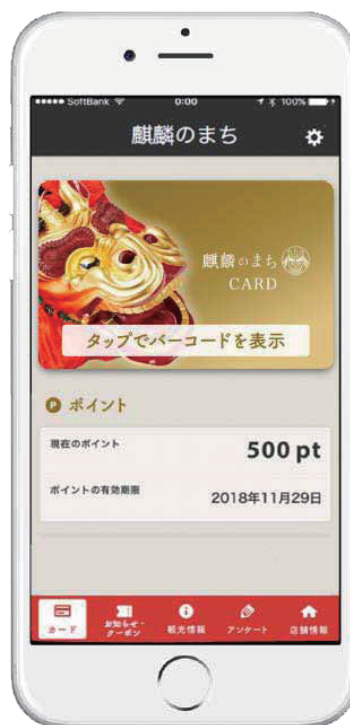 SoftBank 0:00 100%
麒麟のまち
麒麟のまち
CARD
タップでバーコードを表示
P ポイント
現在のポイント
500 pt
ポイントの有効期限
2018年11月29日
カード
お知らせ・
クーポン
観光情報
アンケート
店舗情報